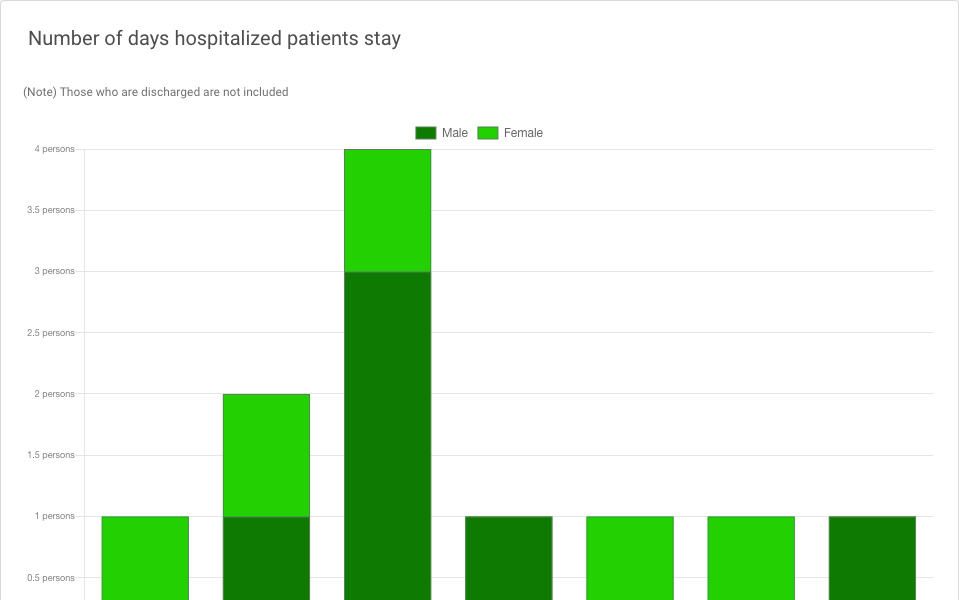 Number of days hospitalized patients stay
(Note) Those who are discharged are not included
Male Female
4 persons
3.5 persons
3 persons
2.5 persons
2 persons
1.5 persons
1 persons
0.5 persons